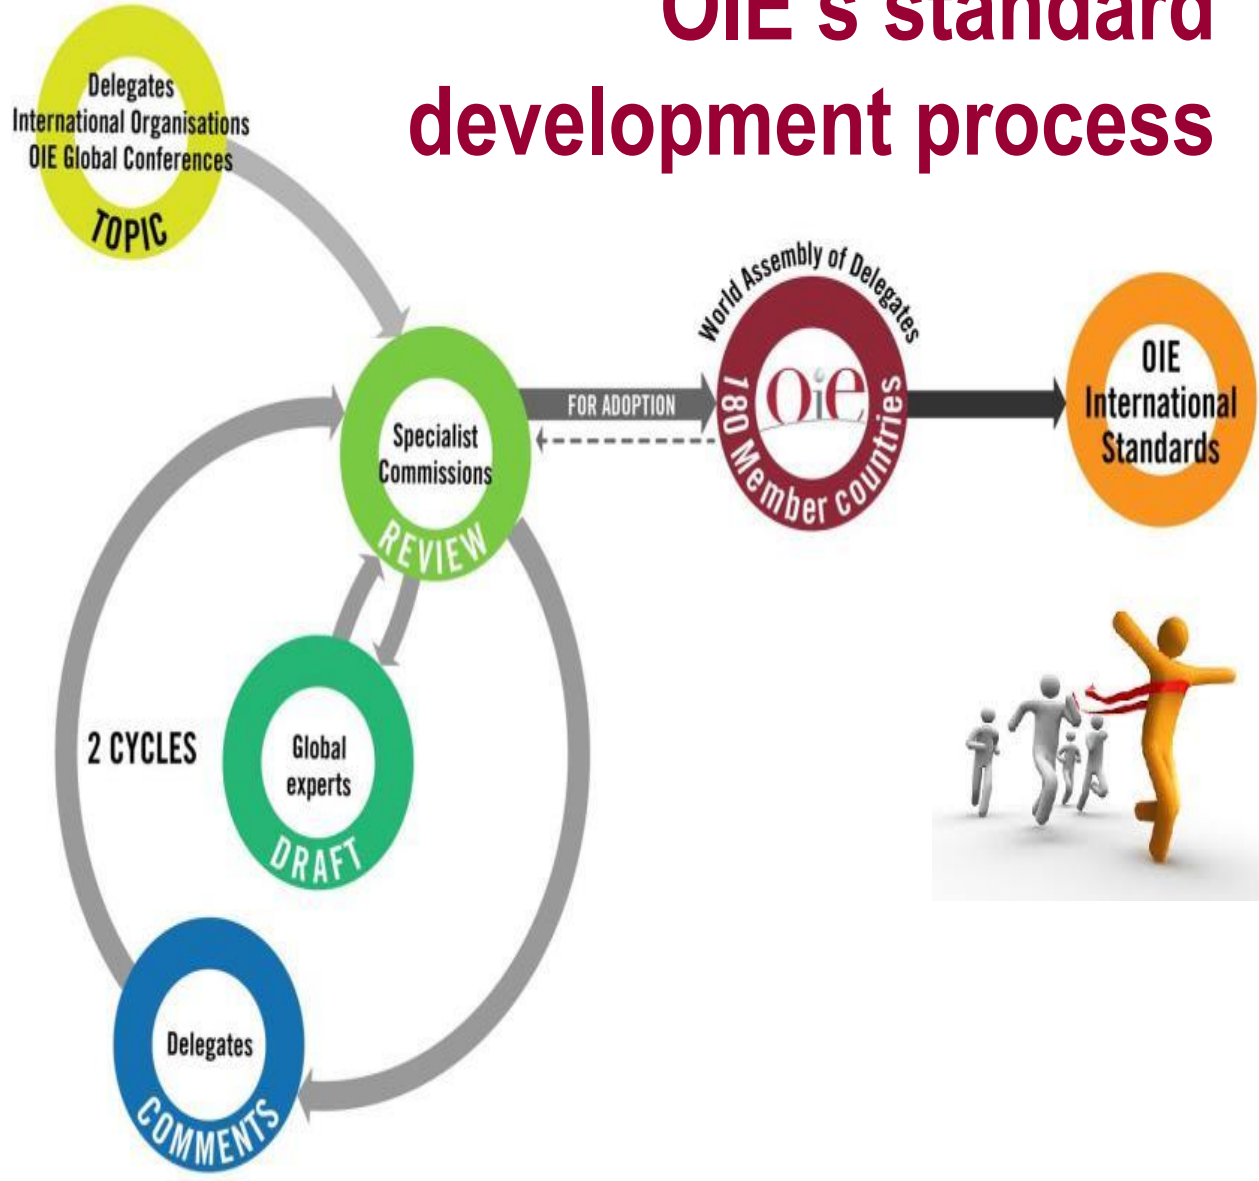 OIE's standard
development process
Delegates
International Organisations
OIE Global Conferences
TOPIC
World Assembly of Delegates
OIE
International
Standards
FOR ADOPTION
Oie
180 Member countries
Specialist
Commissions
REVIEW
2 CYCLES
Global
experts
DRAFT
Delegates
COMMENTS